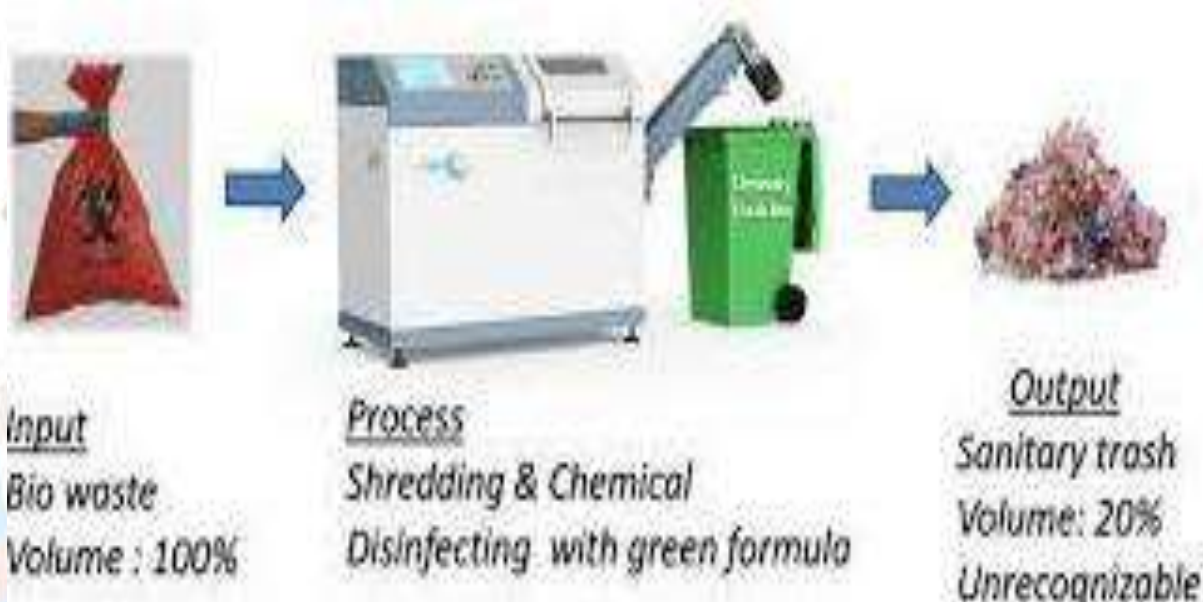 Input
Bio waste
Volume : 100%
Process
Shredding & Chemical
Disinfecting with green formula
Output
Sanitary trash
Volume: 20%
Unrecognizable